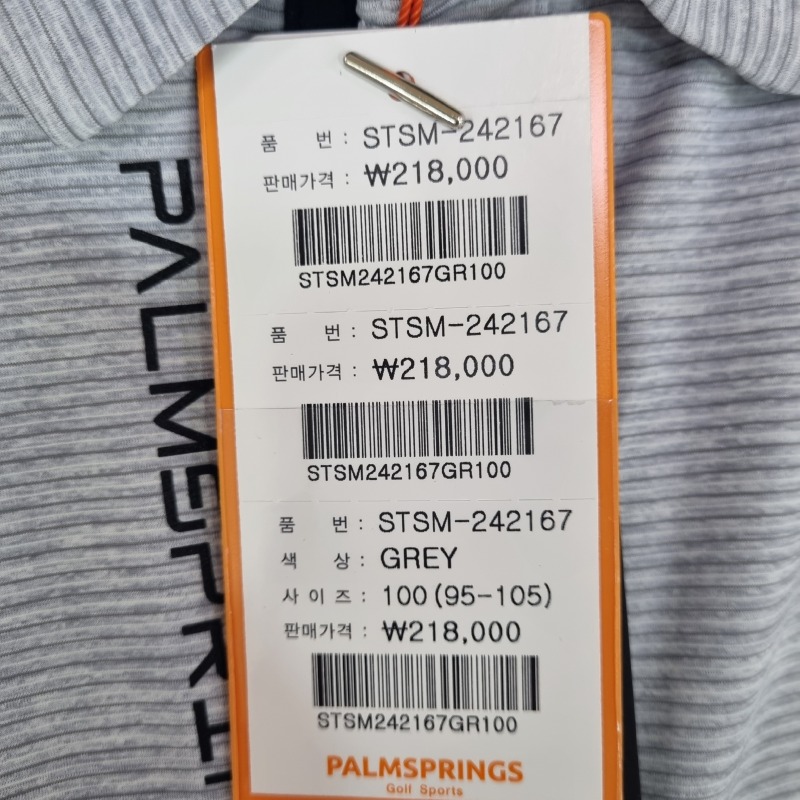 품 번 : STSM-242167
판매가격 : ₩218,000
STSM242167GR100
품 번 : STSM-242167
판매가격 : ₩218,000
STSM242167GR100
품 번 : STSM-242167
색 상 : GREY
사 이 즈 : 100 (95-105)
판매가격 : ₩218,000
STSM242167GR100
PALMSPRINGS
Golf Sports
PALMSPRI